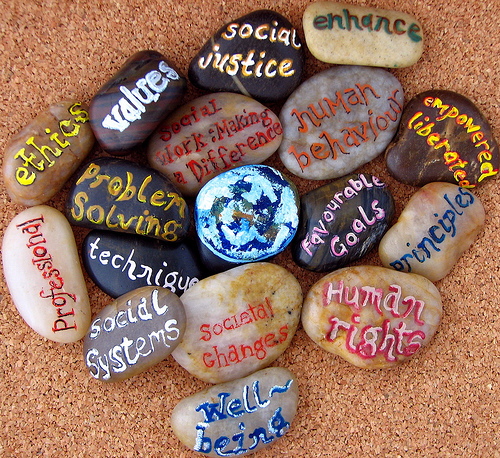 enhance
social
justice
values
Social
Work: Making
a Difference
human
behaviour
empowered
liberated
ethics
Problem
Solving
Favourable
Goals
principles
Professional
technique
social
Systems
Societal
Changes
Human
rights
Well-
being